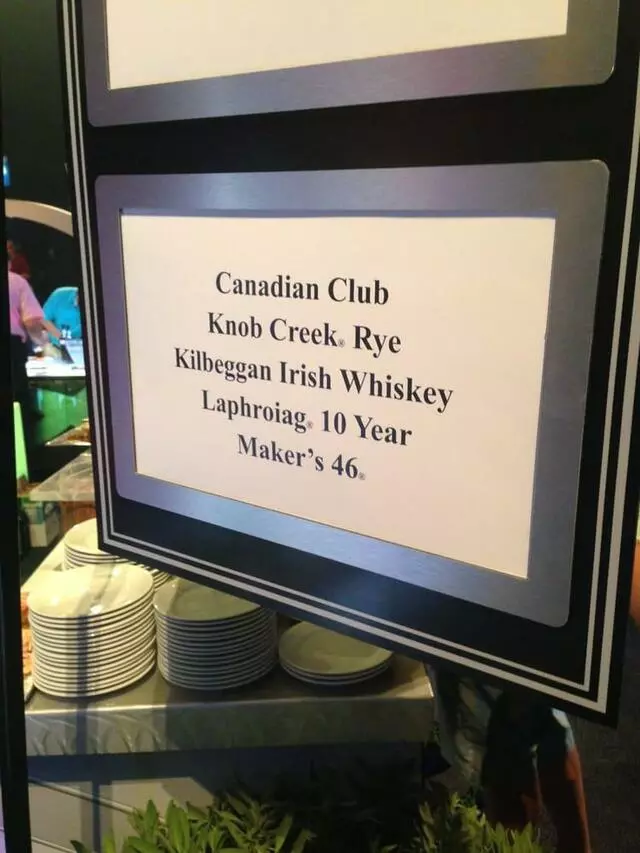 Canadian Club
Knob Creek® Rye
Kilbeggan Irish Whiskey
Laphroiag® 10 Year
Maker's 46®